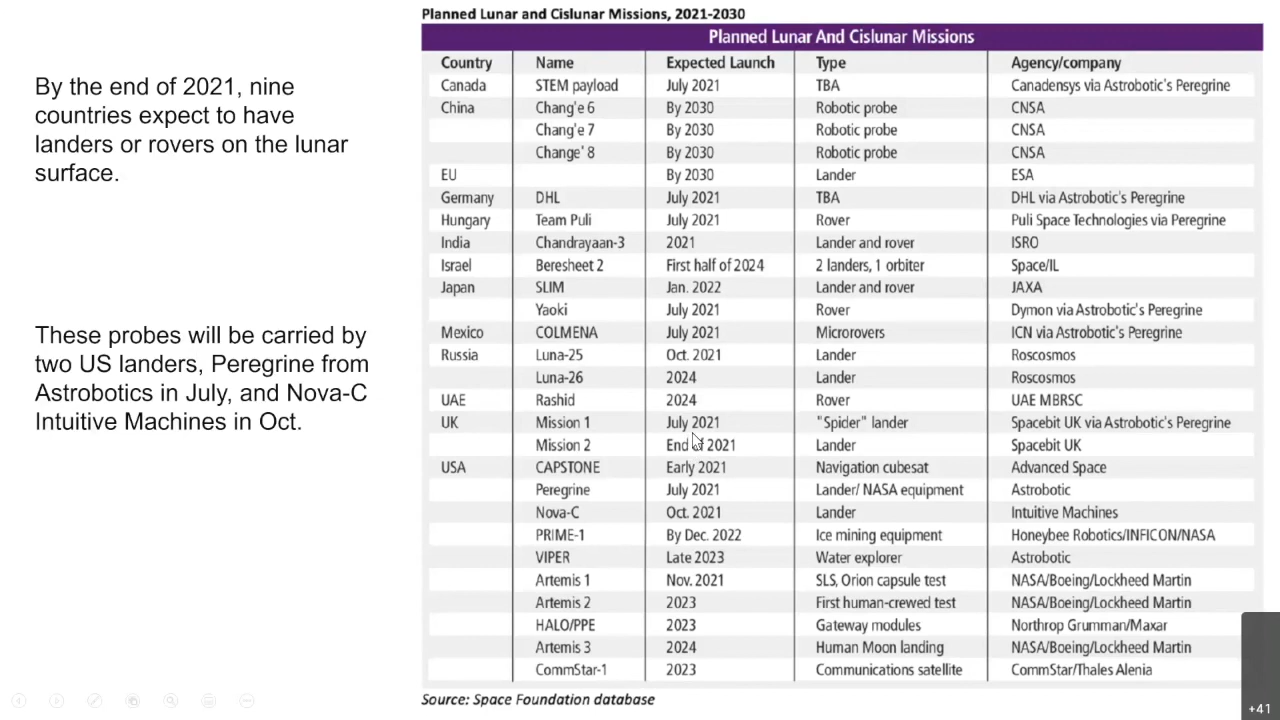 By the end of 2021, nine
countries expect to have
landers or rovers on the lunar
surface.
These probes will be carried by
two US landers, Peregrine from
Astrobotics in July, and Nova-C
Intuitive Machines in Oct.
Planned Lunar and Cislunar Missions, 2021-2030
Planned Lunar And Cislunar Missions
Country Name Expected Launch Type Agency/company
Canada STEM payload July 2021 TBA Canadensys via Astrobotic's Peregrine
China Chang'e 6 By 2030 Robotic probe CNSA
Chang'e 7 By 2030 Robotic probe CNSA
Change' 8 By 2030 Robotic probe CNSA
EU By 2030 Lander ESA
Germany DHL July 2021 TBA DHL via Astrobotic's Peregrine
Hungary Team Puli July 2021 Rover Puli Space Technologies via Peregrine
India Chandrayaan-3 2021 Lander and rover ISRO
Israel Beresheet 2 First half of 2024 2 landers, 1 orbiter Space/IL
Japan SLIM Jan. 2022 Lander and rover JAXA
Yaoki July 2021 Rover Dymon via Astrobotic's Peregrine
Mexico COLMENA July 2021 Microrovers ICN via Astrobotic's Peregrine
Russia Luna-25 Oct. 2021 Lander Roscosmos
Luna-26 2024 Lander Roscosmos
UAE Rashid 2024 Rover UAE MBRSC
UK Mission 1 July 2021 "Spider" lander Spacebit UK via Astrobotic's Peregrine
Mission 2 End of 2021 Lander Spacebit UK
USA CAPSTONE Early 2021 Navigation cubesat Advanced Space
Peregrine July 2021 Lander/ NASA equipment Astrobotic
Nova-C Oct. 2021 Lander Intuitive Machines
PRIME-1 By Dec. 2022 Ice mining equipment Honeybee Robotics/INFICON/NASA
VIPER Late 2023 Water explorer Astrobotic
Artemis 1 Nov. 2021 SLS, Orion capsule test NASA/Boeing/Lockheed Martin
Artemis 2 2023 First human-crewed test NASA/Boeing/Lockheed Martin
HALO/PPE 2023 Gateway modules Northrop Grumman/Maxar
Artemis 3 2024 Human Moon landing NASA/Boeing/Lockheed Martin
CommStar-1 2023 Communications satellite CommStar/Thales Alenia
Source: Space Foundation database
+41